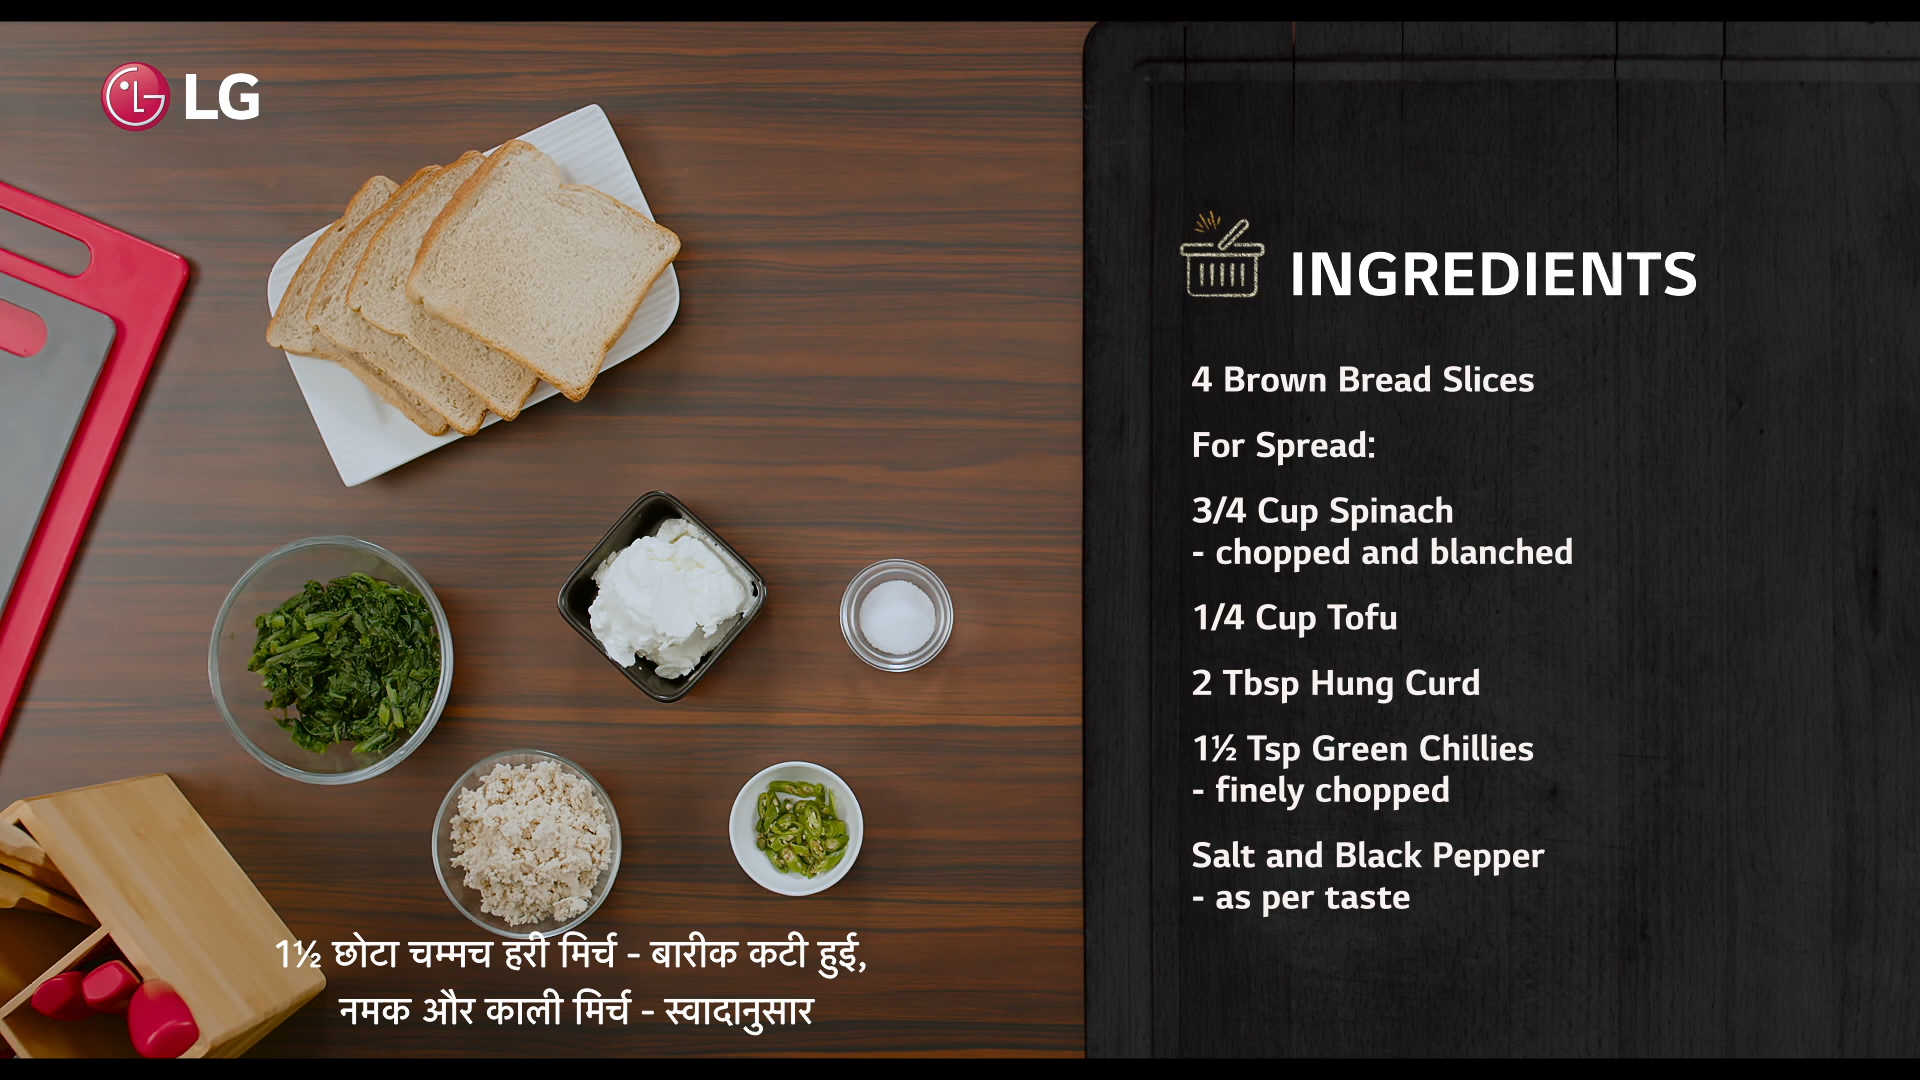 LG
INGREDIENTS
4 Brown Bread Slices
For Spread:
3/4 Cup Spinach
- chopped and blanched
1/4 Cup Tofu
2 Tbsp Hung Curd
1½ Tsp Green Chillies
- finely chopped
Salt and Black Pepper
- as per taste
1½ छोटा चम्मच हरी मिर्च - बारीक कटी हुई,
नमक और काली मिर्च - स्वादानुसार